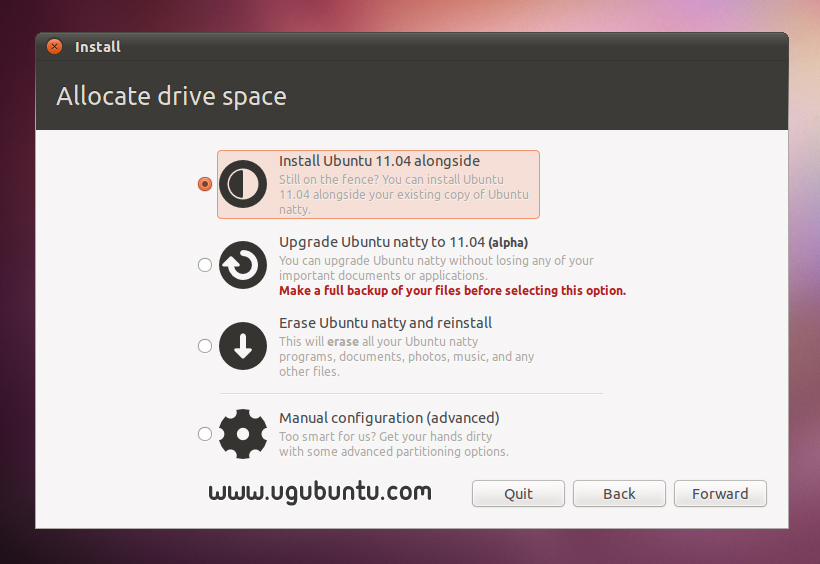 Install
Allocate drive space
Install Ubuntu 11.04 alongside
Still on the fence? You can install Ubuntu
11.04 alongside your existing copy of Ubuntu
natty.
Upgrade Ubuntu natty to 11.04 (alpha)
You can upgrade Ubuntu natty without losing any of your
important documents or applications.
Make a full backup of your files before selecting this option.
Erase Ubuntu natty and reinstall
This will erase all your Ubuntu natty
programs, documents, photos, music, and any
other files.
Manual configuration (advanced)
Too smart for us? Get your hands dirty
with some advanced partitioning options.
www.ugubuntu.com
Quit
Back
Forward